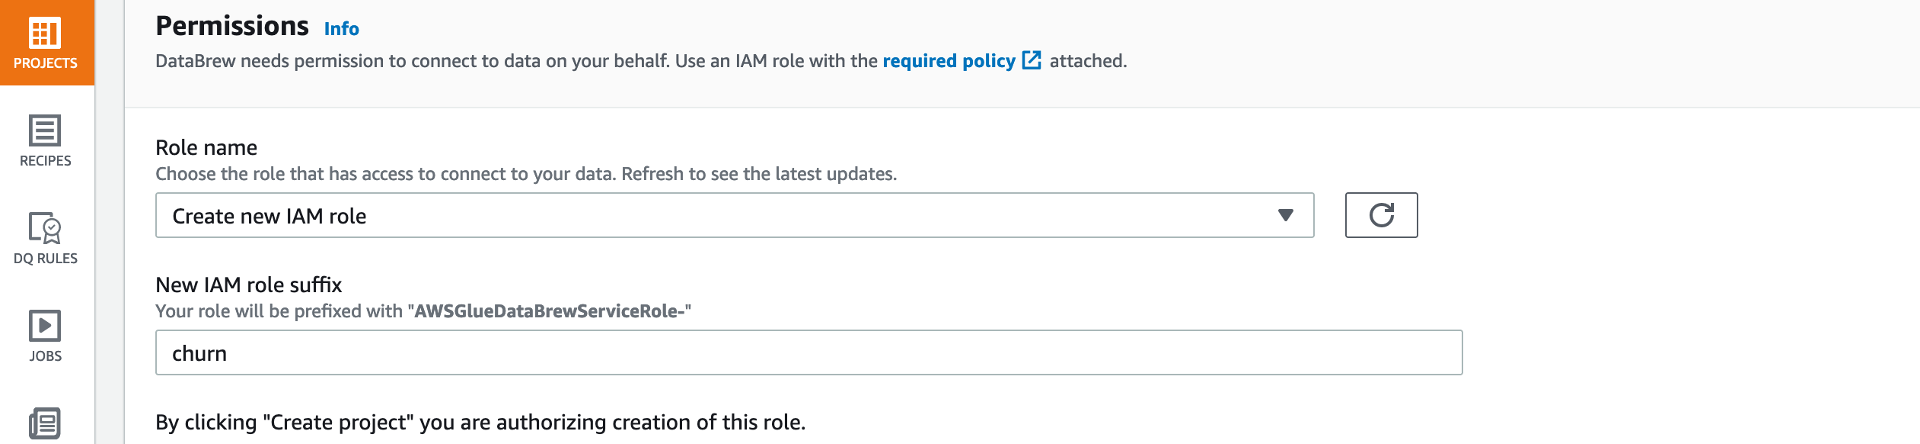 Permissions Info
DataBrew needs permission to connect to data on your behalf. Use an IAM role with the required policy attached.
PROJECTS
Role name
Choose the role that has access to connect to your data. Refresh to see the latest updates.
RECIPES
Create new IAM role
DQ RULES
New IAM role suffix
Your role will be prefixed with "AWSGlueDataBrewServiceRole-"
JOBS
churn
By clicking "Create project" you are authorizing creation of this role.